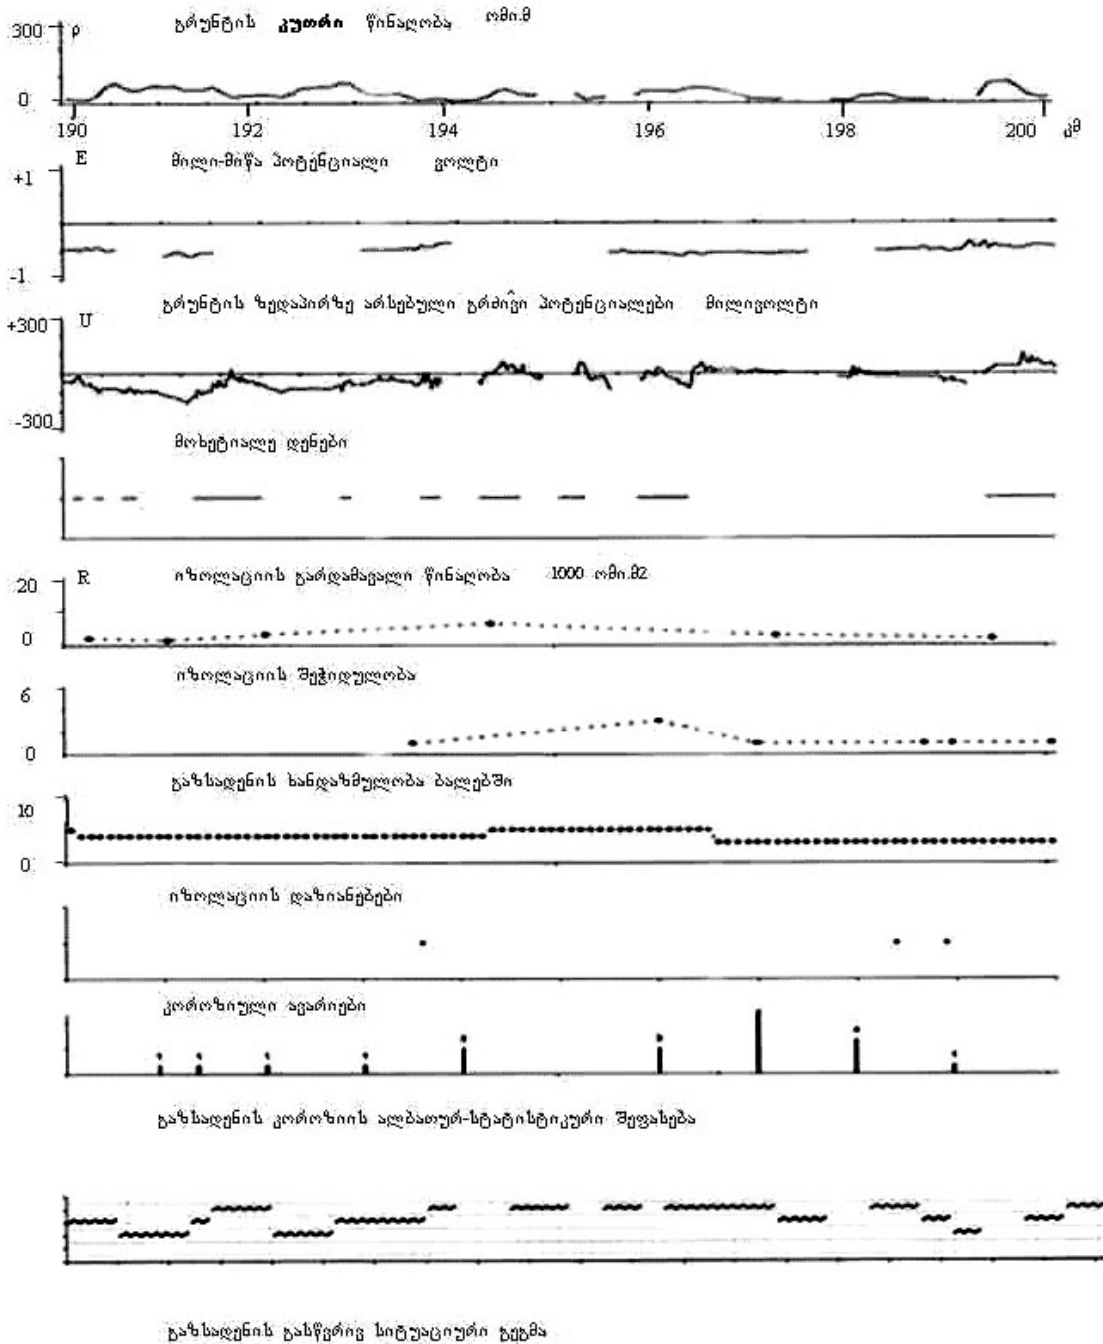 გრუნტის კუთრი წინაღობა ომი.მ
300 ρ
0
190 192 194 196 198 200 კმ
E მილი-მიწა პოტენციალი ვოლტი
+1
-1
გრუნტის ზედაპირზე არსებული გრძივი პოტენციალები მილივოლტი
+300 U
-300
მოხეტიალე დენები
იზოლაციის გარდამავალი წინაღობა 1000 ომი.მ2
20 R
0
იზოლაციის შეჭიდულობა
6
0
გაზსადენის ხანდაზმულობა ბალებში
10
0
იზოლაციის დაზიანებები
კოროზიული ავარიები
გაზსადენის კოროზიის ალბათურ-სტატისტიკური შეფასება
გაზსადენის გასწვრივ სიტუაციური გეგმა